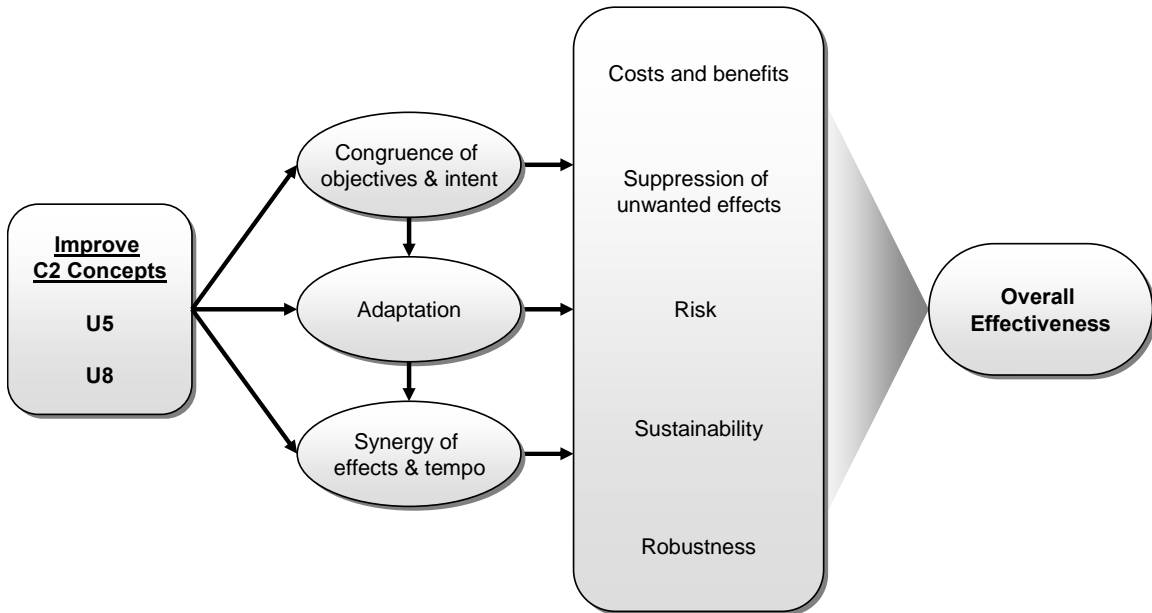 Improve
C2 Concepts
U5
U8
Congruence of
objectives & intent
Adaptation
Synergy of
effects & tempo
Costs and benefits
Suppression of
unwanted effects
Risk
Sustainability
Robustness
Overall
Effectiveness